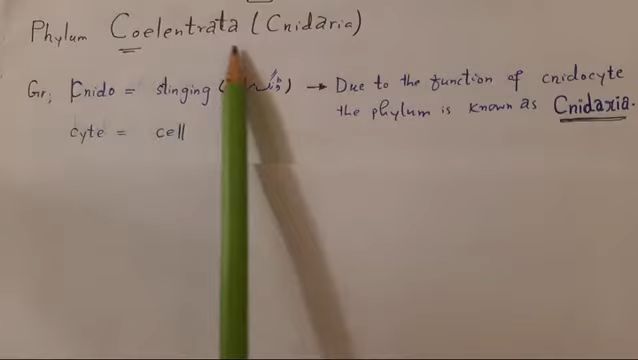 Phylum Coelentrata (Cnidaria)
Gr; Cnido = stinging ( ) → Due to the function of cnidocyte
the phylum is known as Cnidaria.
cyte = cell